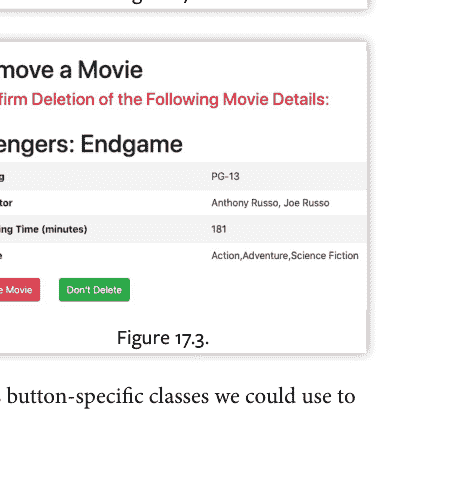 move a Movie
firm Deletion of the Following Movie Details:
engers: Endgame
g PG-13
tor Anthony Russo, Joe Russo
ing Time (minutes) 181
e Action,Adventure,Science Fiction
e Movie Don't Delete
Figure 17.3.
button-specific classes we could use to